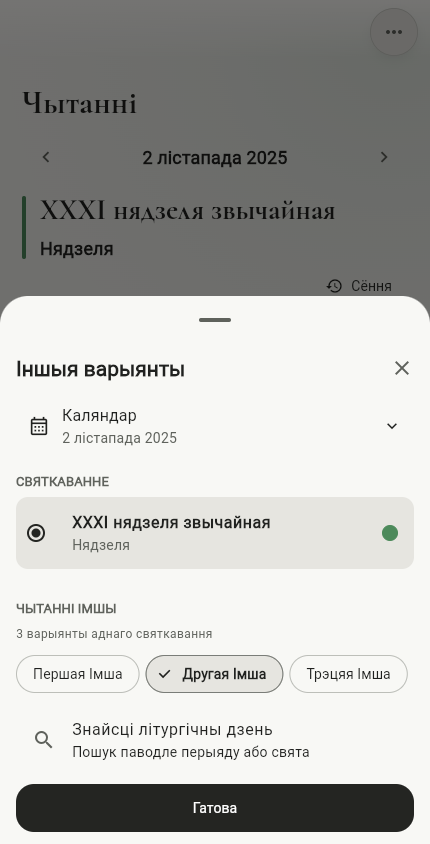 Чытанні
2 лістапада 2025
XXXI нядзеля звычайная
Нядзеля
Сёння
Іншыя варыянты
Каляндар
2 лістапада 2025
СВЯТКАВАННЕ
XXXI нядзеля звычайная
Нядзеля
ЧЫТАННІ ІМШЫ
3 варыянты аднаго святкавання
Першая Імша
Другая Імша
Трэцяя Імша
Знайсці літургічны дзень
Пошук паводле перыяду або свята
Гатова